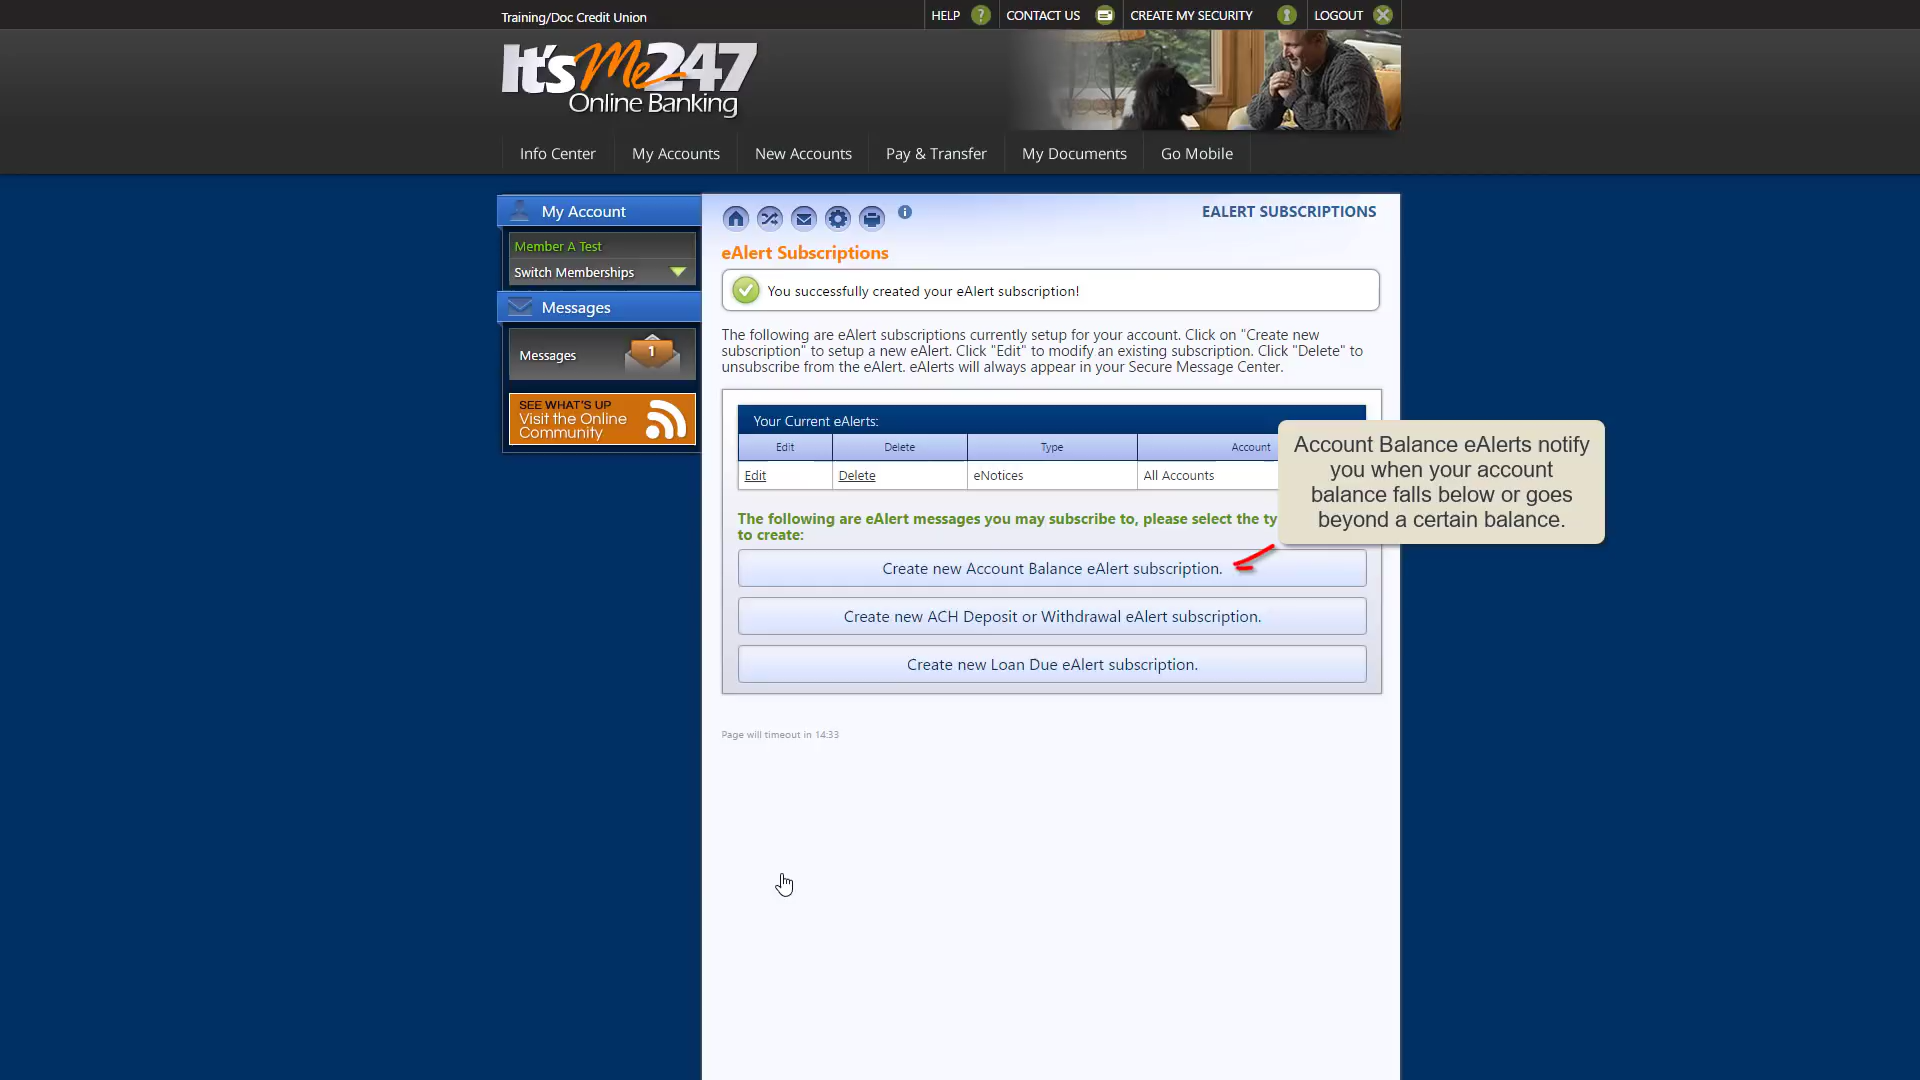 Training/Doc Credit Union
HELP ?
CONTACT US
CREATE MY SECURITY
LOGOUT
It's Me 247
Online Banking
Info Center
My Accounts
New Accounts
Pay & Transfer
My Documents
Go Mobile
My Account
Member A Test
Switch Memberships
Messages
Messages
1
SEE WHAT'S UP
Visit the Online
Community
i
EALERT SUBSCRIPTIONS
eAlert Subscriptions
You successfully created your eAlert subscription!
The following are eAlert subscriptions currently setup for your account. Click on "Create new
subscription" to setup a new eAlert. Click "Edit" to modify an existing subscription. Click "Delete" to
unsubscribe from the eAlert. eAlerts will always appear in your Secure Message Center.
Your Current eAlerts:
Edit Delete Type Account
Edit Delete eNotices All Accounts
Account Balance eAlerts notify
you when your account
balance falls below or goes
beyond a certain balance.
The following are eAlert messages you may subscribe to, please select the ty
to create:
Create new Account Balance eAlert subscription.
Create new ACH Deposit or Withdrawal eAlert subscription.
Create new Loan Due eAlert subscription.
Page will timeout in 14:33